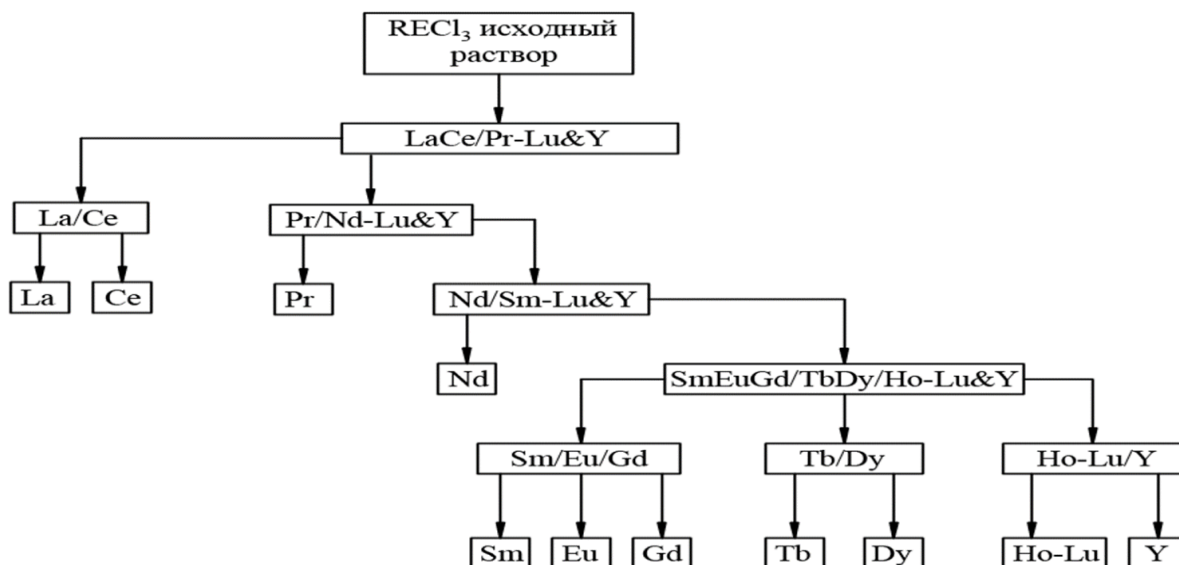 RECl₃ исходный
раствор
LaCe/Pr-Lu&Y
La/Ce
Pr/Nd-Lu&Y
La
Ce
Pr
Nd/Sm-Lu&Y
Nd
SmEuGd/TbDy/Ho-Lu&Y
Sm/Eu/Gd
Tb/Dy
Ho-Lu/Y
Sm
Eu
Gd
Tb
Dy
Ho-Lu
Y